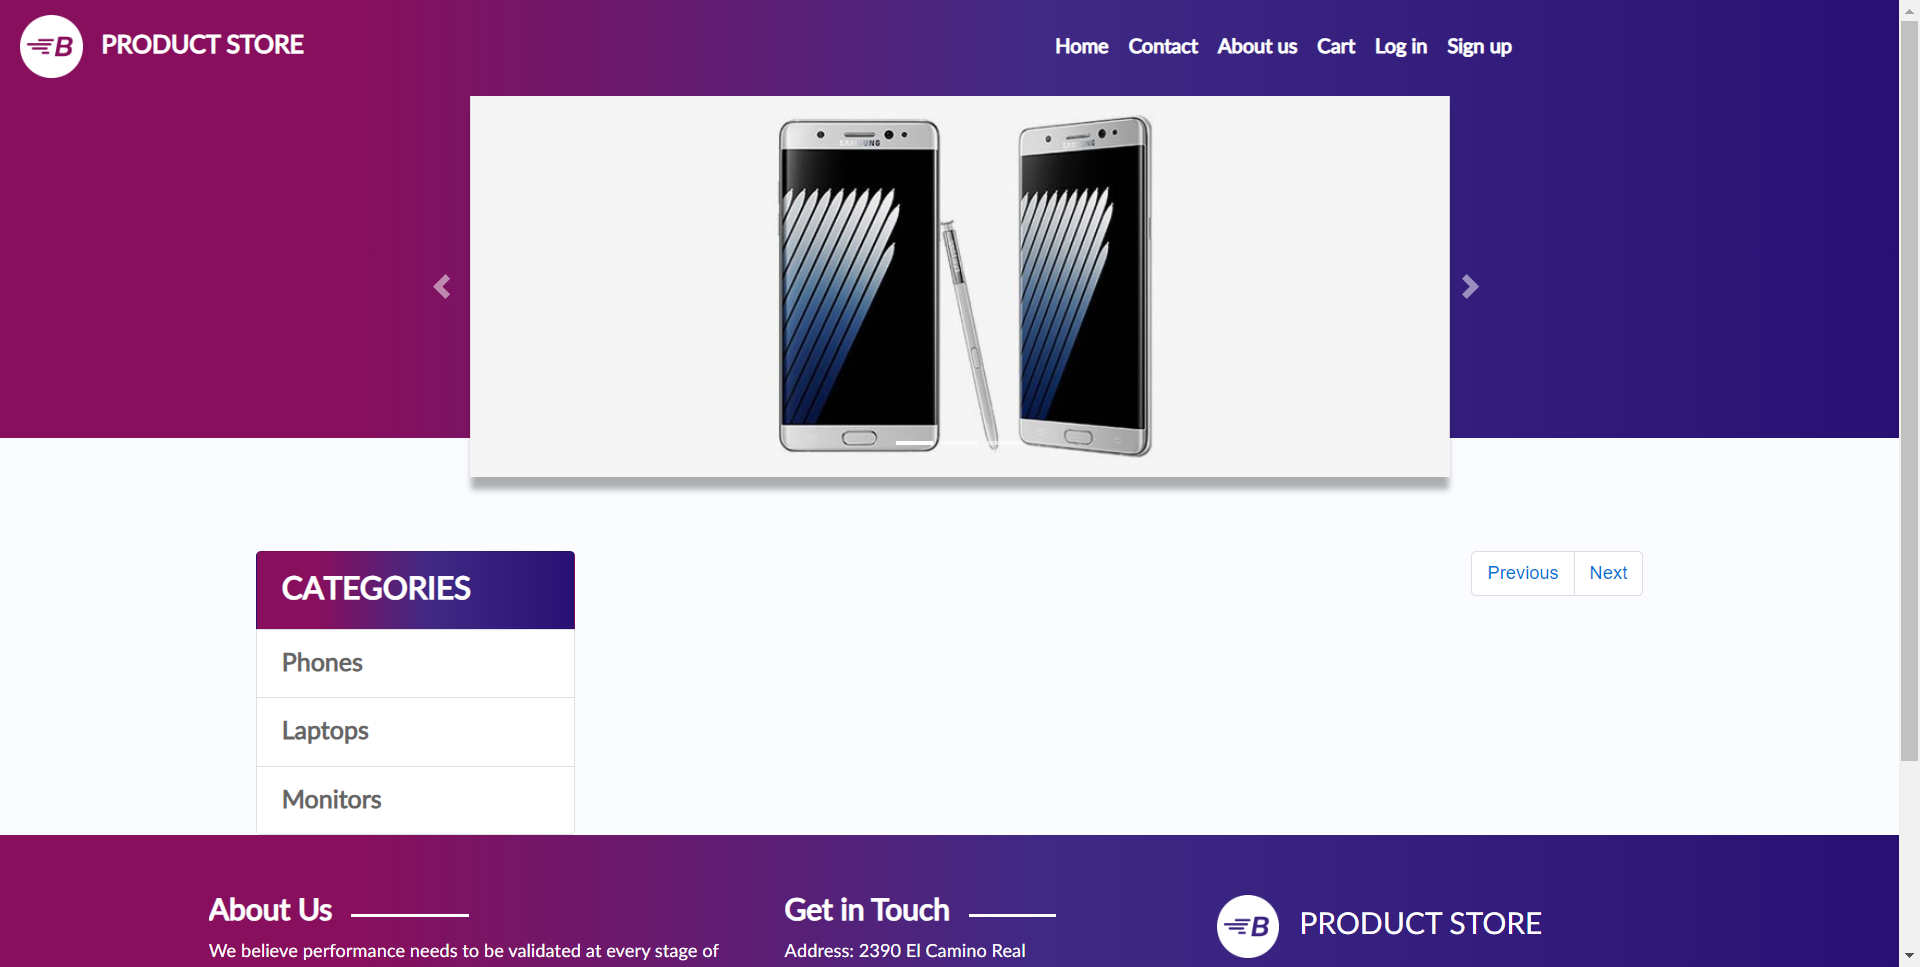 B PRODUCT STORE
Home Contact About us Cart Log in Sign up
SAMSUNG SAMSUNG
CATEGORIES
Phones
Laptops
Monitors
Previous Next
About Us
We believe performance needs to be validated at every stage of
Get in Touch
Address: 2390 El Camino Real
B PRODUCT STORE